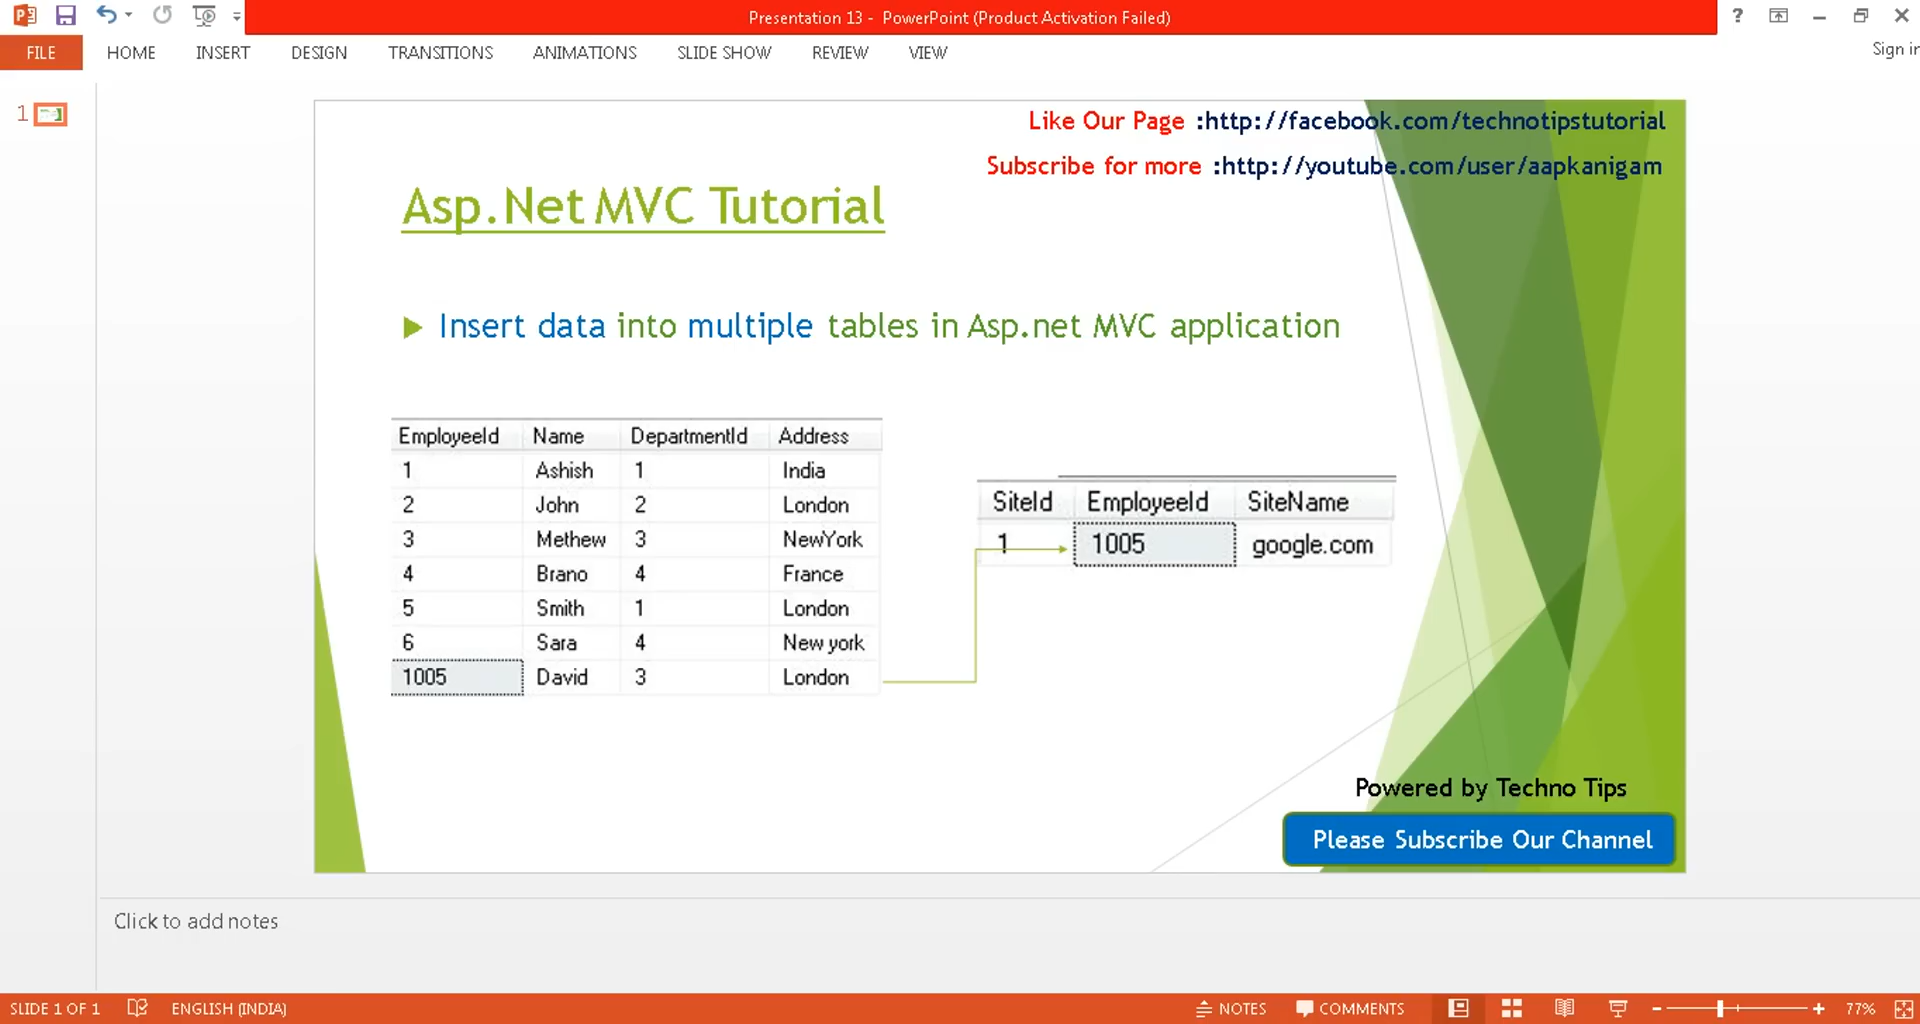 Presentation 13 - PowerPoint (Product Activation Failed)
FILE HOME INSERT DESIGN TRANSITIONS ANIMATIONS SLIDE SHOW REVIEW VIEW
Sign in
1
Like Our Page :http://facebook.com/technotipstutorial
Subscribe for more :http://youtube.com/user/aapkanigam
Asp.Net MVC Tutorial
Insert data into multiple tables in Asp.net MVC application
EmployeeId Name DepartmentId Address
1 Ashish 1 India
2 John 2 London
3 Methew 3 NewYork
4 Brano 4 France
5 Smith 1 London
6 Sara 4 New york
1005 David 3 London
SiteId EmployeeId SiteName
1 1005 google.com
Powered by Techno Tips
Please Subscribe Our Channel
Click to add notes
SLIDE 1 OF 1 ENGLISH (INDIA) NOTES COMMENTS 77%